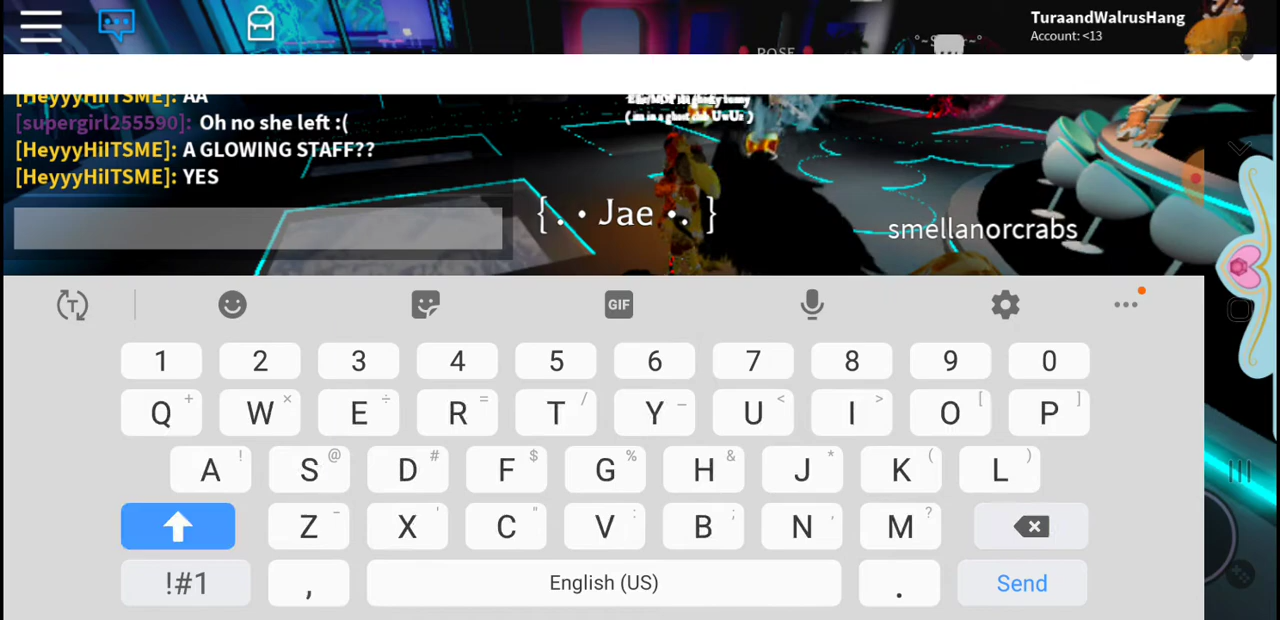 TuraandWalrusHang
Account: <13
POSE
[HeyyyHiITSME]: AA
[supergirl255590]: Oh no she left :(
[HeyyyHiITSME]: A GLOWING STAFF??
[HeyyyHiITSME]: YES
{. • Jae •. }
smellanorcrabs
T
GIF
1 2 3 4 5 6 7 8 9 0
Q + W × E ÷ R = T / Y _ U < I > O [ P ]
A ! S @ D # F $ G % H & J * K ( L )
Z - X ' C " V : B ; N , M ?
!#1 , English (US) . Send